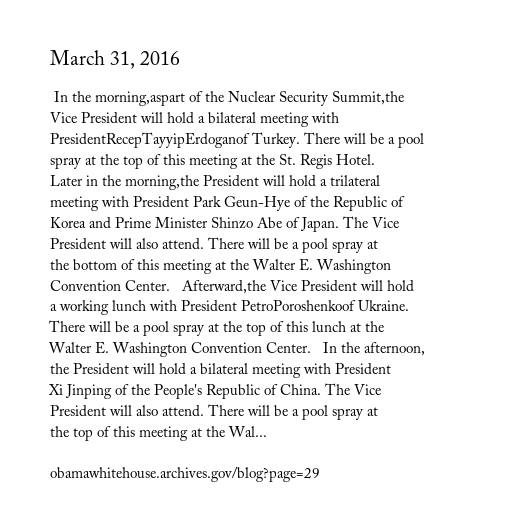 March 31, 2016
In the morning,aspart of the Nuclear Security Summit,the
Vice President will hold a bilateral meeting with
PresidentRecepTayyipErdoganof Turkey. There will be a pool
spray at the top of this meeting at the St. Regis Hotel.
Later in the morning,the President will hold a trilateral
meeting with President Park Geun-Hye of the Republic of
Korea and Prime Minister Shinzo Abe of Japan. The Vice
President will also attend. There will be a pool spray at
the bottom of this meeting at the Walter E. Washington
Convention Center.   Afterward,the Vice President will hold
a working lunch with President PetroPoroshenkoof Ukraine.
There will be a pool spray at the top of this lunch at the
Walter E. Washington Convention Center.   In the afternoon,
the President will hold a bilateral meeting with President
Xi Jinping of the People's Republic of China. The Vice
President will also attend. There will be a pool spray at
the top of this meeting at the Wal...
obamawhitehouse.archives.gov/blog?page=29